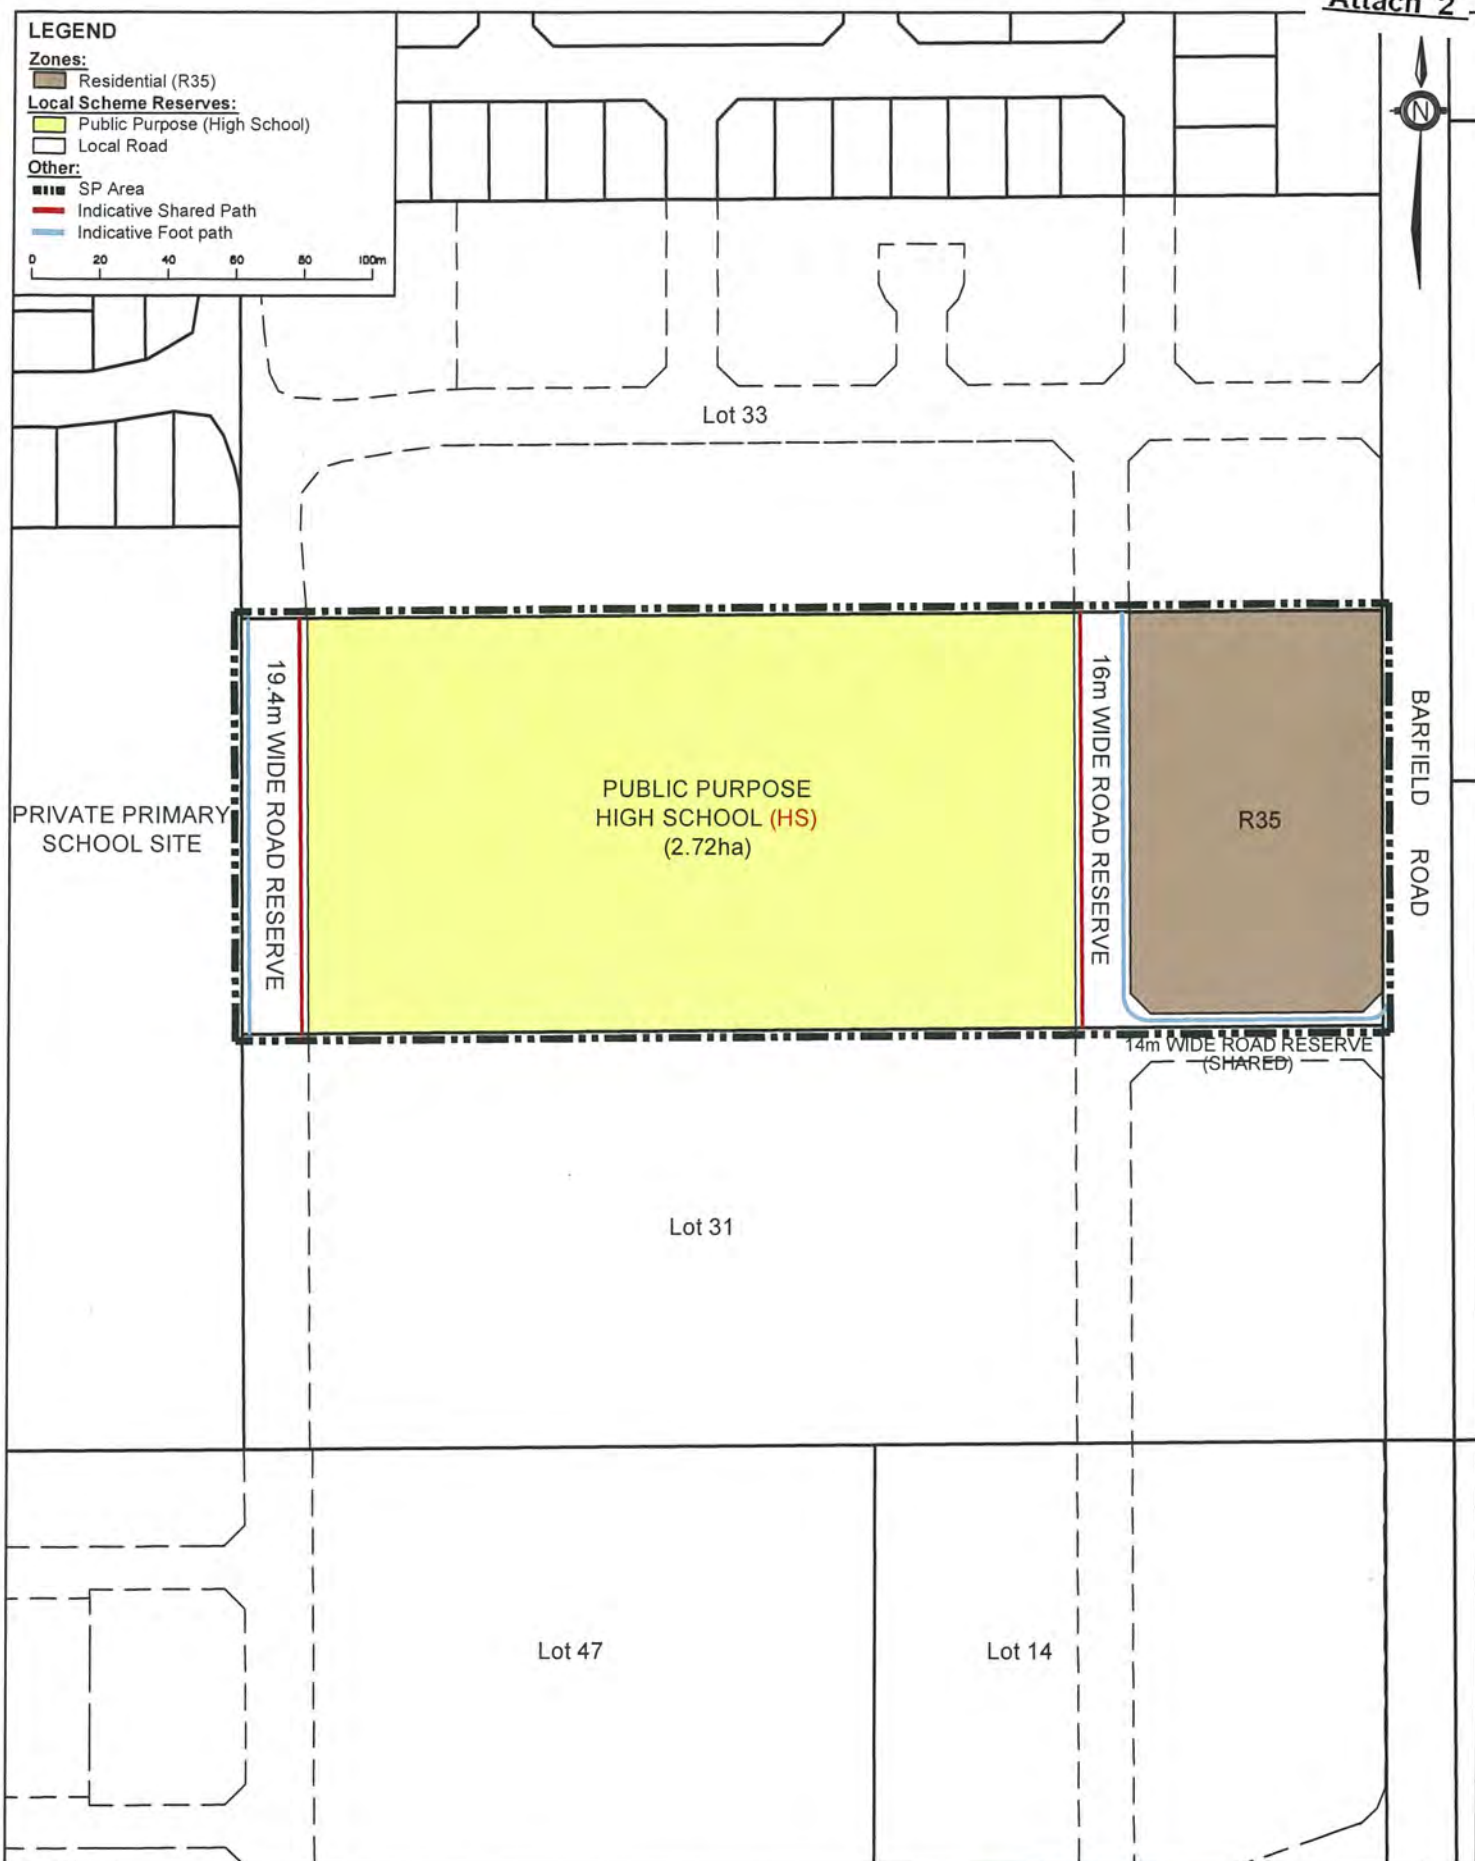 Attach 2
LEGEND
Zones:
Residential (R35)
Local Scheme Reserves:
Public Purpose (High School)
Local Road
Other:
SP Area
Indicative Shared Path
Indicative Foot path
0 20 40 60 80 100m
N
Lot 33
19.4m WIDE ROAD RESERVE
16m WIDE ROAD RESERVE
BARFIELD ROAD
PRIVATE PRIMARY
SCHOOL SITE
PUBLIC PURPOSE
HIGH SCHOOL (HS)
(2.72ha)
R35
14m WIDE ROAD RESERVE
(SHARED)
Lot 31
Lot 47
Lot 14